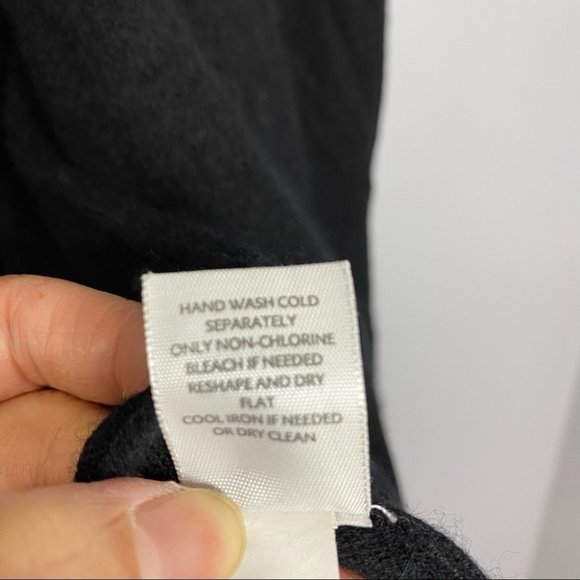 HAND WASH COLD
SEPARATELY
ONLY NON-CHLORINE
BLEACH IF NEEDED
RESHAPE AND DRY
FLAT
COOL IRON IF NEEDED
OR DRY CLEAN